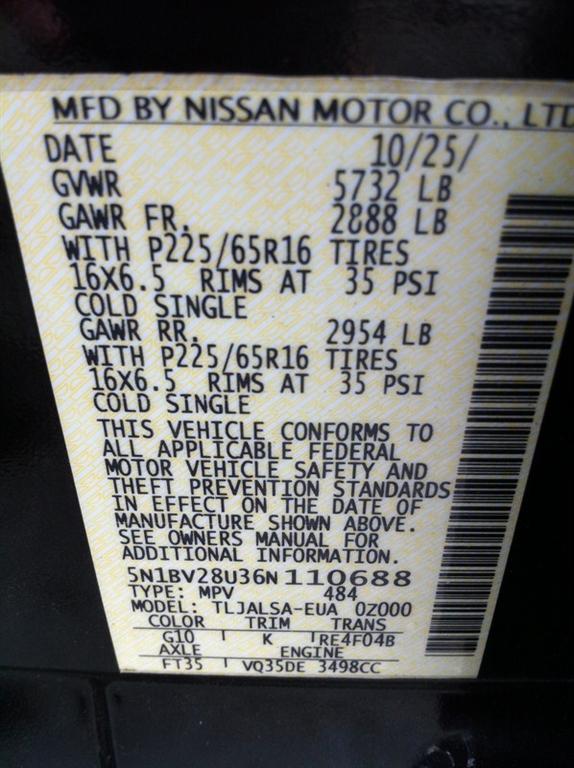 MFD BY NISSAN MOTOR CO., LTD
DATE 10/25/
GVWR 5732 LB
GAWR FR. 2888 LB
WITH P225/65R16 TIRES
16X6.5 RIMS AT 35 PSI
COLD SINGLE
GAWR RR. 2954 LB
WITH P225/65R16 TIRES
16X6.5 RIMS AT 35 PSI
COLD SINGLE
THIS VEHICLE CONFORMS TO
ALL APPLICABLE FEDERAL
MOTOR VEHICLE SAFETY AND
THEFT PREVENTION STANDARDS
IN EFFECT ON THE DATE OF
MANUFACTURE SHOWN ABOVE.
SEE OWNERS MANUAL FOR
ADDITIONAL INFORMATION.
5N1BV28U36N110688
TYPE: MPV 484
MODEL: TLJALSA-EUA 0Z000
COLOR TRIM TRANS
G10 K RE4F04B
AXLE ENGINE
FT35 VQ35DE 3498CC